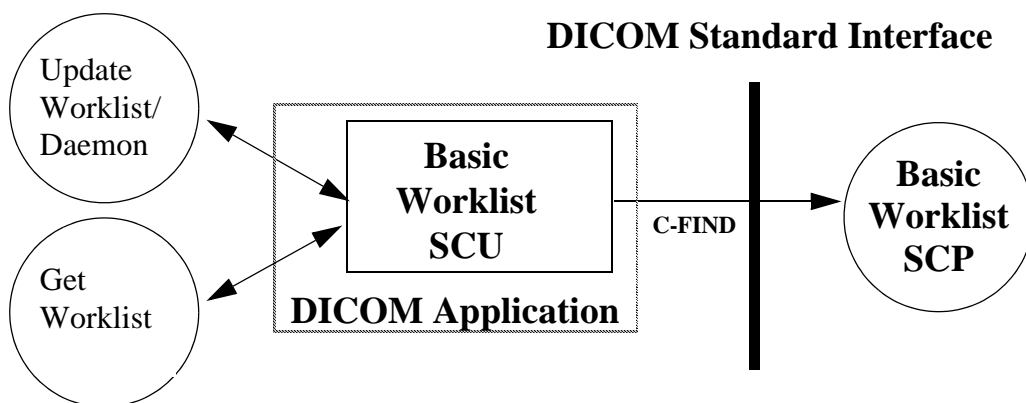 DICOM Standard Interface
Update
Worklist/
Daemon
Basic
Worklist
SCU
C-FIND
Basic
Worklist
SCP
Get
Worklist
DICOM Application